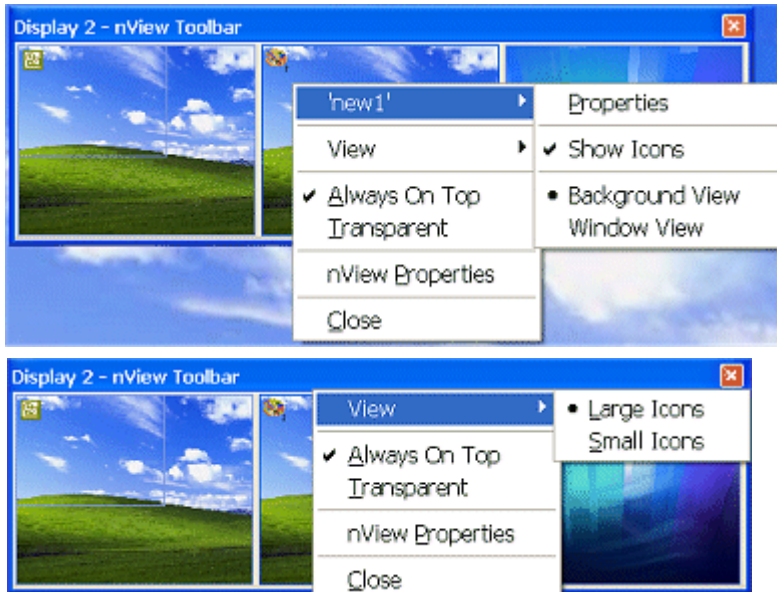 Display 2 - nView Toolbar
'new1'
View
Always On Top
Transparent
nView Properties
Close
Properties
Show Icons
Background View
Window View
Display 2 - nView Toolbar
View
Always On Top
Transparent
nView Properties
Close
Large Icons
Small Icons